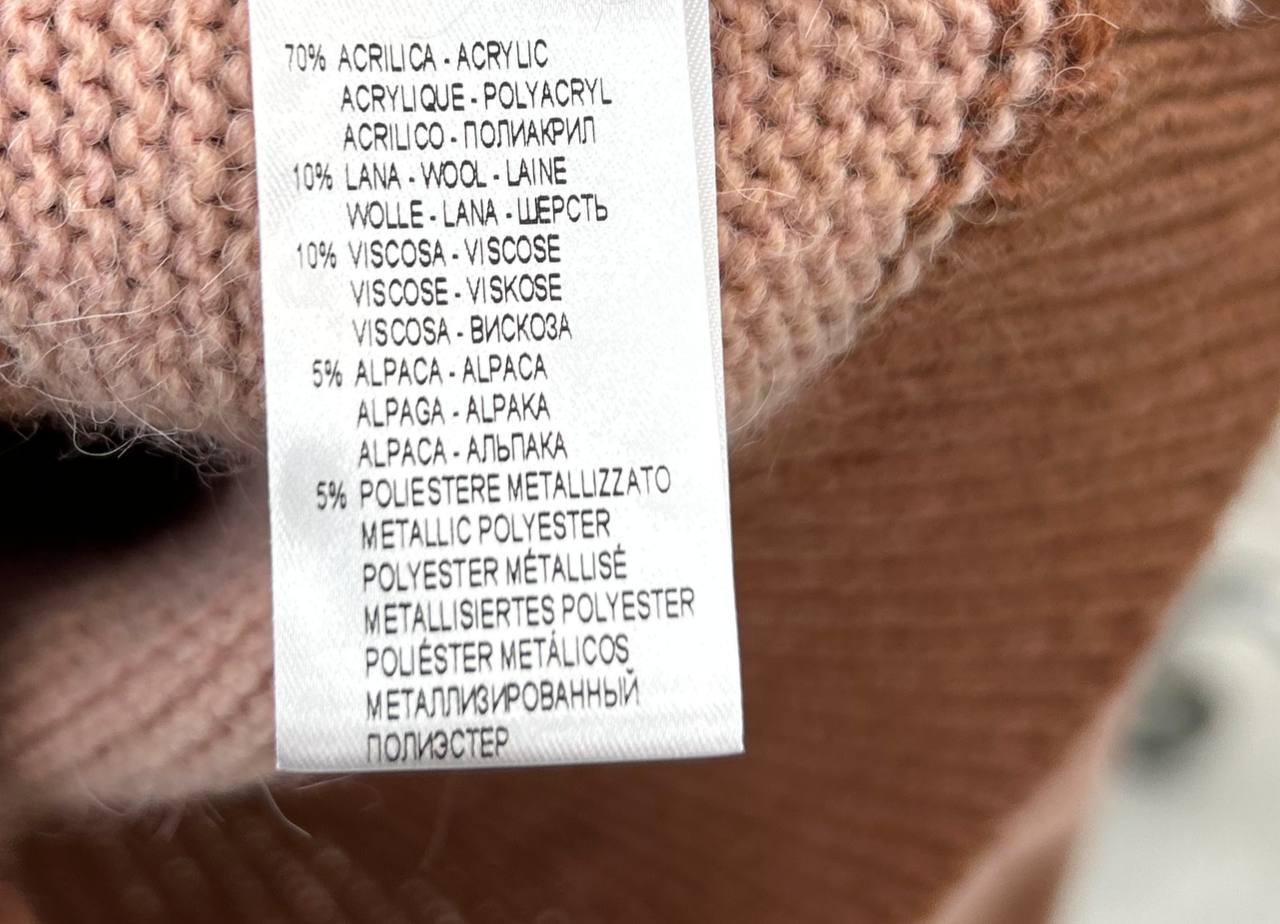 70% ACRILICA - ACRYLIC
ACRYLIQUE - POLYACRYL
ACRILICO - ПОЛИАКРИЛ
10% LANA - WOOL - LAINE
WOLLE - LANA - ШЕРСТЬ
10% VISCOSA - VISCOSE
VISCOSE - VISKOSE
VISCOSA - ВИСКОЗА
5% ALPACA - ALPACA
ALPAGA - ALPAKA
ALPACA - АЛЬПАКА
5% POLIESTERE METALLIZZATO
METALLIC POLYESTER
POLYESTER MÉTALLISÉ
METALLISIERTES POLYESTER
POLIÉSTER METÁLICOS
МЕТАЛЛИЗИРОВАННЫЙ
ПОЛИЭСТЕР